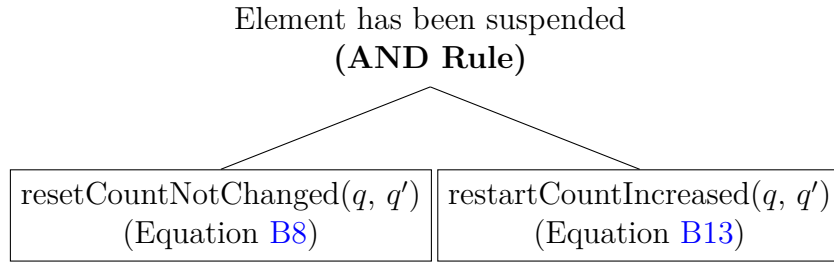 Element has been suspended
(AND Rule)
resetCountNotChanged(q, q′)
(Equation B8)
restartCountIncreased(q, q′)
(Equation B13)